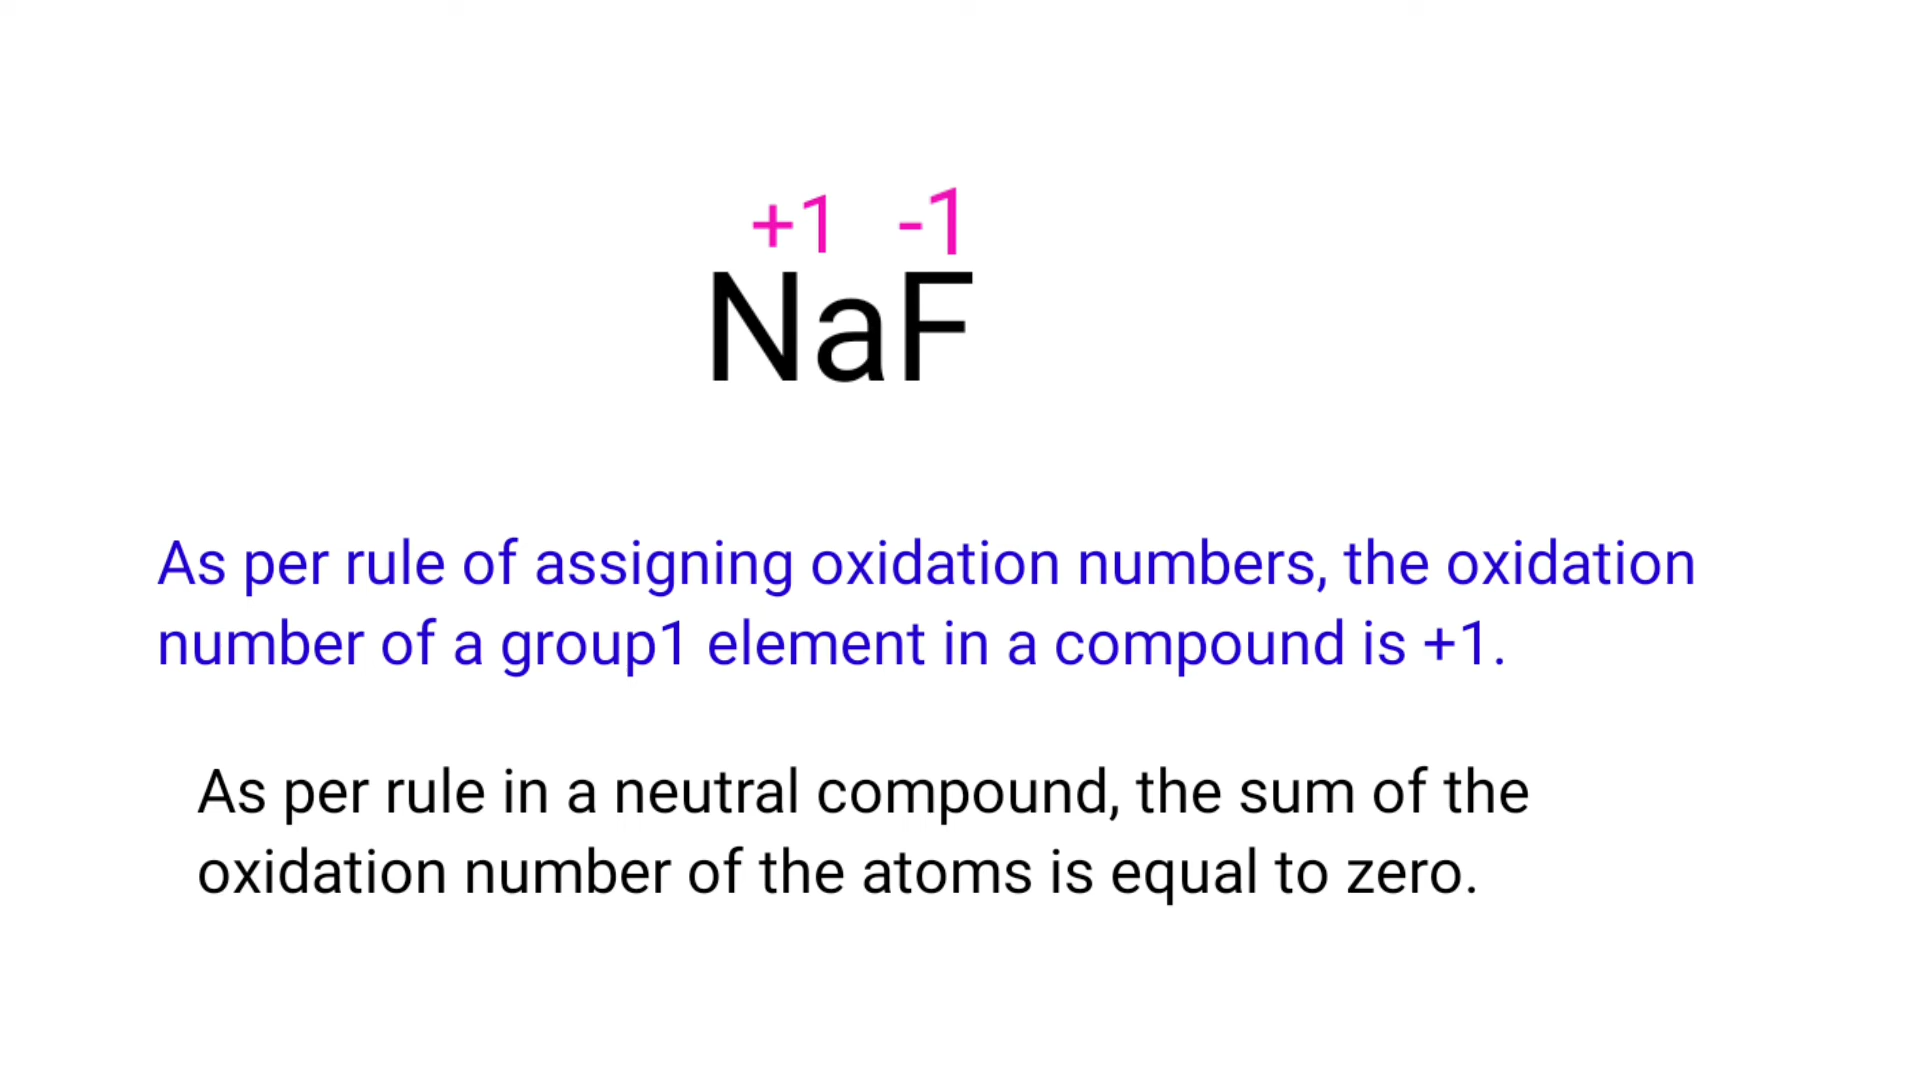 +1 -1
NaF
As per rule of assigning oxidation numbers, the oxidation
number of a group1 element in a compound is +1.
As per rule in a neutral compound, the sum of the
oxidation number of the atoms is equal to zero.